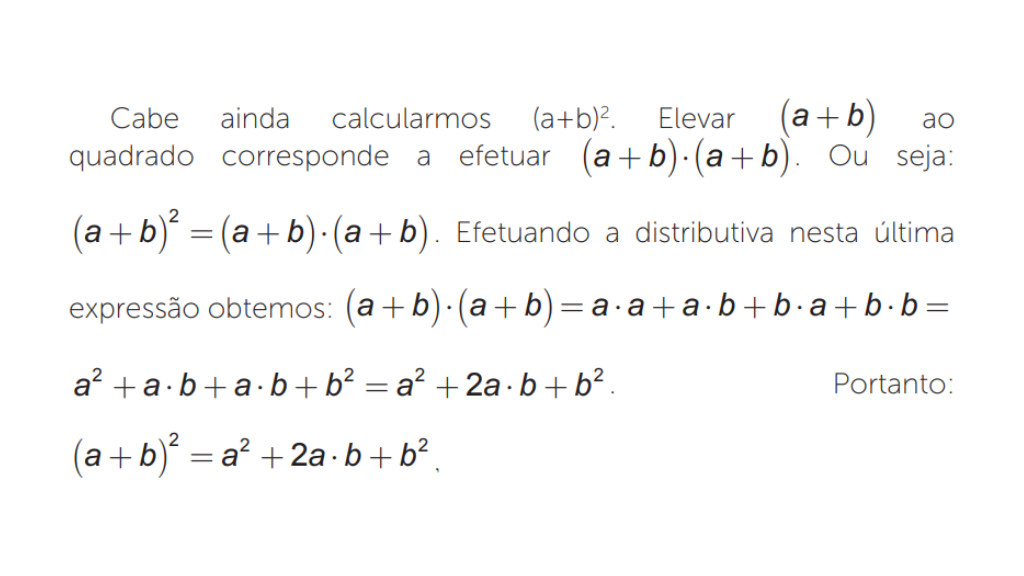 Cabe ainda calcularmos (a+b)². Elevar (a+b) ao
quadrado corresponde a efetuar (a+b)·(a+b). Ou seja:
(a+b)² = (a+b)·(a+b). Efetuando a distributiva nesta última
expressão obtemos: (a+b)·(a+b) = a·a+a·b+b·a+b·b =
a² + a·b + a·b + b² = a² + 2a·b + b². Portanto:
(a+b)² = a² + 2a·b + b².